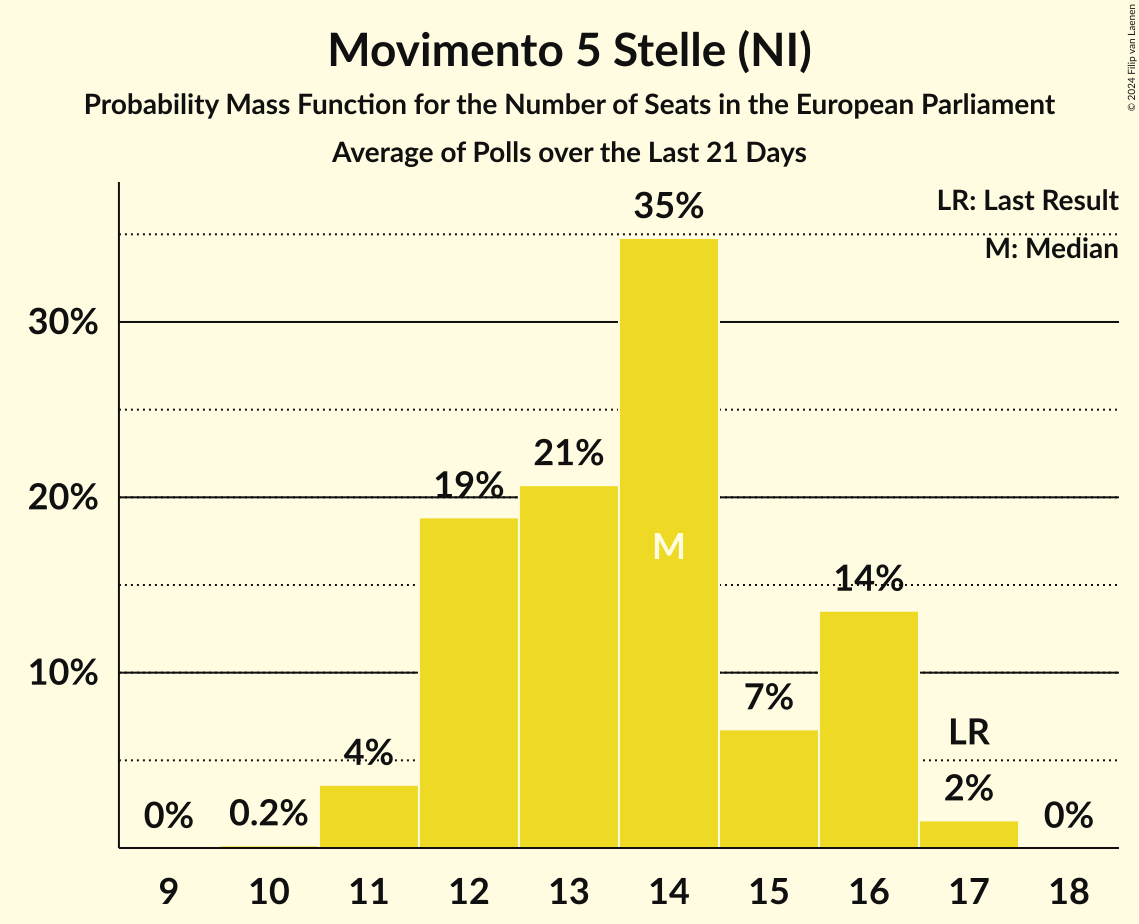 Movimento 5 Stelle (NI)
Probability Mass Function for the Number of Seats in the European Parliament
Average of Polls over the Last 21 Days
© 2024 Filip van Laenen
LR: Last Result
M: Median
35%
30%
21%
19%
20%
M
14%
10%
7%
LR
4%
2%
0%
0.2%
0%
9 10 11 12 13 14 15 16 17 18